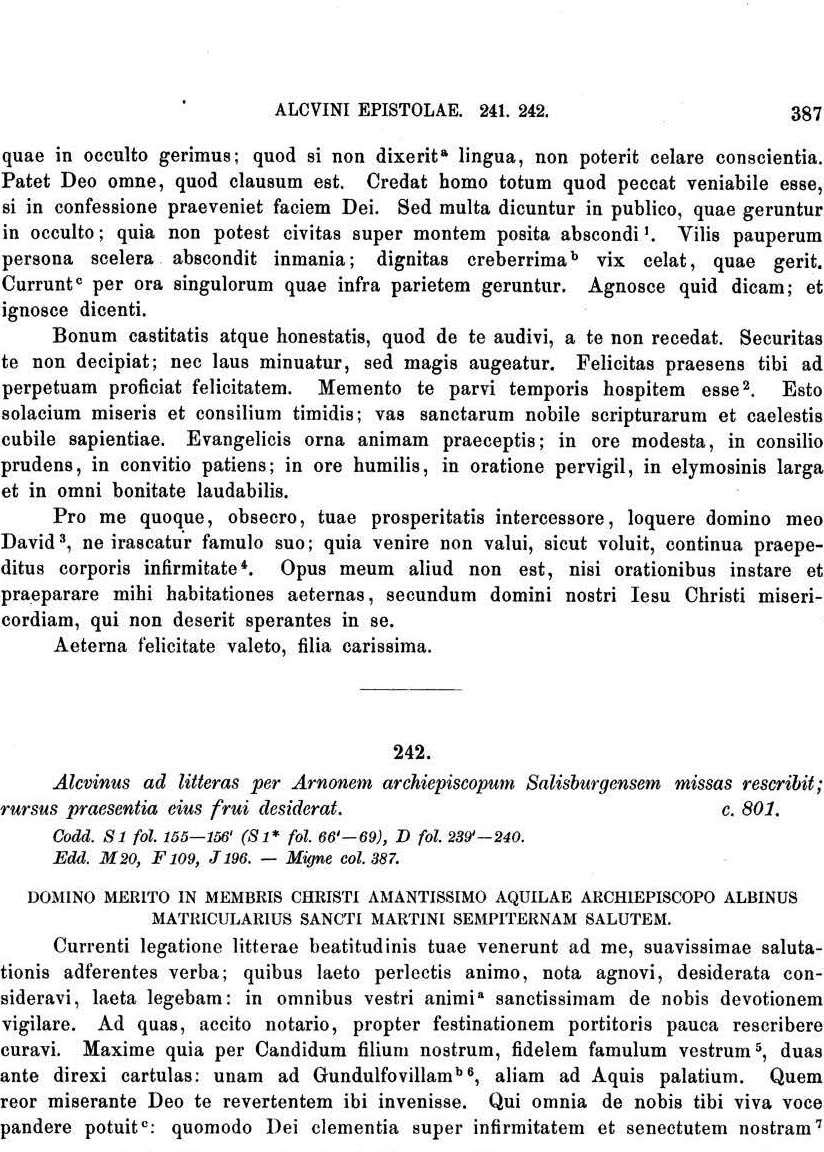 ALCVINI EPISTOLAE. 241. 242. 387
quae in occulto gerimus; quod si non dixerit a lingua, non poterit celare conscientia.
Patet Deo omne, quod clausum est. Credat homo totum quod peccat veniabile esse,
si in confessione praeveniet faciem Dei. Sed multa dicuntur in publico, quae geruntur
in occulto; quia non potest civitas super montem posita abscondi 1. Vilis pauperum
persona scelera abscondit inmania; dignitas creberrima b vix celat, quae gerit.
Currunt c per ora singulorum quae infra parietem geruntur. Agnosce quid dicam; et
ignosce dicenti.
Bonum castitatis atque honestatis, quod de te audivi, a te non recedat. Securitas
te non decipiat; nec laus minuatur, sed magis augeatur. Felicitas praesens tibi ad
perpetuam proficiat felicitatem. Memento te parvi temporis hospitem esse 2. Esto
solacium miseris et consilium timidis; vas sanctarum nobile scripturarum et caelestis
cubile sapientiae. Evangelicis orna animam praeceptis; in ore modesta, in consilio
prudens, in convitio patiens; in ore humilis, in oratione pervigil, in elymosinis larga
et in omni bonitate laudabilis.
Pro me quoque, obsecro, tuae prosperitatis intercessore, loquere domino meo
David 3, ne irascatur famulo suo; quia venire non valui, sicut voluit, continua praepe-
ditus corporis infirmitate 4. Opus meum aliud non est, nisi orationibus instare et
praeparare mihi habitationes aeternas, secundum domini nostri Iesu Christi miseri-
cordiam, qui non deserit sperantes in se.
Aeterna felicitate valeto, filia carissima.
242.
Alcvinus ad litteras per Arnonem archiepiscopum Salisburgensem missas rescribit;
rursus praesentia eius frui desiderat. c. 801.
Codd. S 1 fol. 155—156' (S 1* fol. 66'—69), D fol. 239'—240.
Edd. M 20, F 109, J 196. — Migne col. 387.
DOMINO MERITO IN MEMBRIS CHRISTI AMANTISSIMO AQUILAE ARCHIEPISCOPO ALBINUS
MATRICULARIUS SANCTI MARTINI SEMPITERNAM SALUTEM.
Currenti legatione litterae beatitudinis tuae venerunt ad me, suavissimae saluta-
tionis adferentes verba; quibus laeto perlectis animo, nota agnovi, desiderata con-
sideravi, laeta legebam: in omnibus vestri animi a sanctissimam de nobis devotionem
vigilare. Ad quas, accito notario, propter festinationem portitoris pauca rescribere
curavi. Maxime quia per Candidum filium nostrum, fidelem famulum vestrum 5, duas
ante direxi cartulas: unam ad Gundulfovillam b 6, aliam ad Aquis palatium. Quem
reor miserante Deo te revertentem ibi invenisse. Qui omnia de nobis tibi viva voce
pandere potuit c: quomodo Dei clementia super infirmitatem et senectutem nostram 7